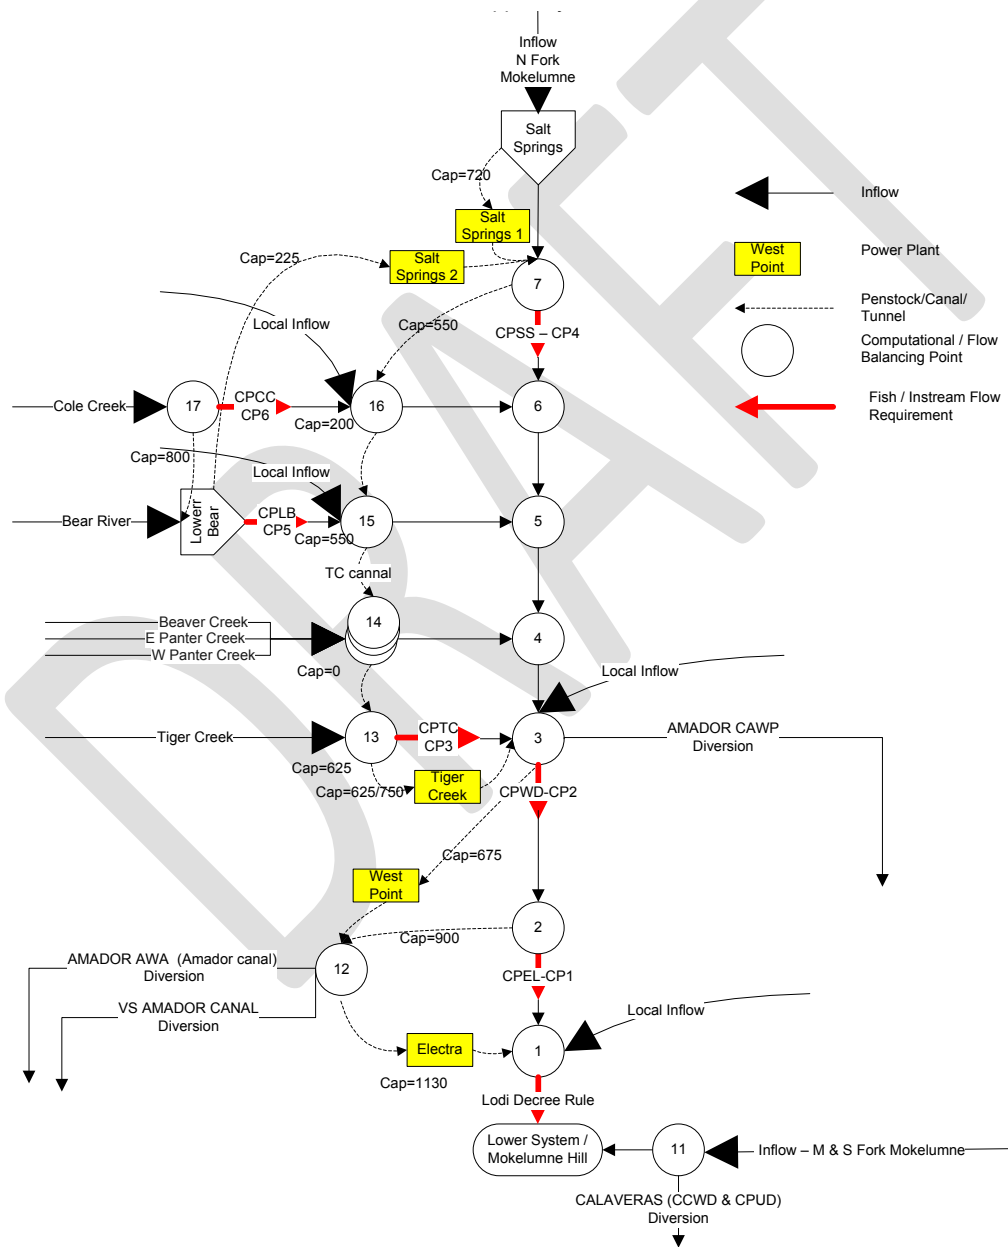 Inflow
N Fork
Mokelumne
Salt
Springs
Cap=720
Salt
Springs 1
Inflow
West
Point
Power Plant
Cap=225
Salt
Springs 2
7
Penstock/Canal/
Tunnel
Local Inflow
Cap=550
CPSS – CP4
Computational / Flow
Balancing Point
Cole Creek
17
CPCC
CP6
16
6
Fish / Instream Flow
Requirement
Cap=200
Cap=800
Local Inflow
Bear River
Lowerr
Bear
CPLB
CP5
15
5
Cap=550
TC cannal
Beaver Creek
14
E Panter Creek
4
W Panter Creek
Cap=0
Local Inflow
Tiger Creek
13
CPTC
CP3
3
AMADOR CAWP
Diversion
Cap=625
Cap=625/750
Tiger
Creek
CPWD-CP2
Cap=675
West
Point
2
Cap=900
AMADOR AWA  (Amador canal)
Diversion
12
CPEL-CP1
VS AMADOR CANAL
Diversion
Local Inflow
Electra
1
Cap=1130
Lodi Decree Rule
Lower System /
Mokelumne Hill
11
Inflow – M & S Fork Mokelumne
CALAVERAS (CCWD & CPUD)
Diversion
DRAFT